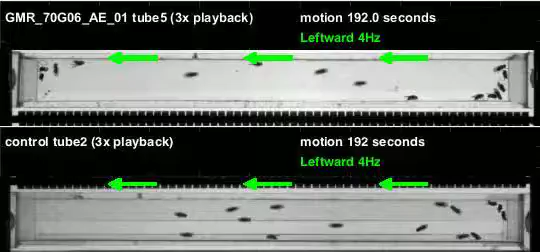 GMR_70G06_AE_01 tube5 (3x playback) motion 192.0 seconds
Leftward 4Hz
control tube2 (3x playback) motion 192 seconds
Leftward 4Hz